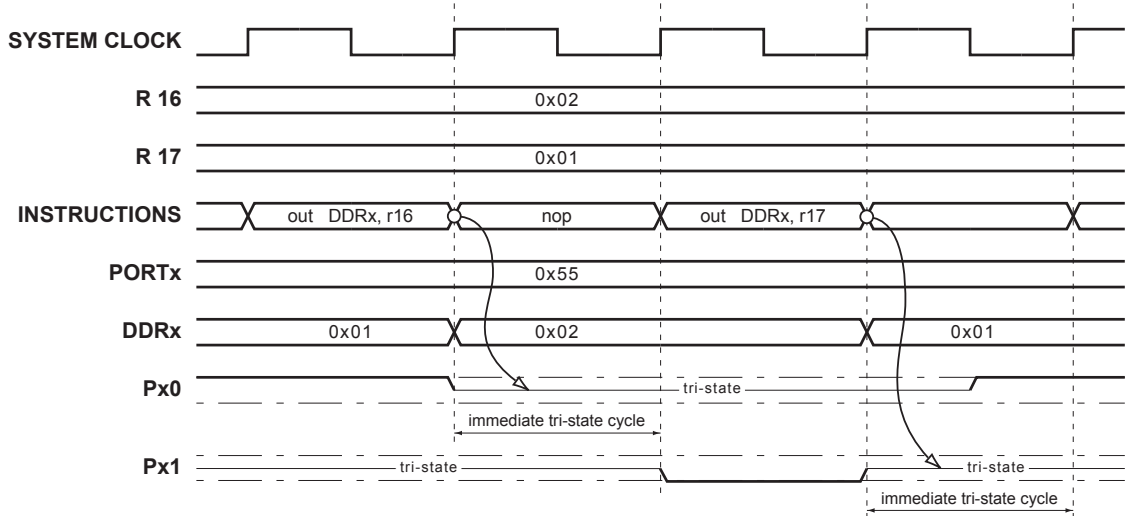 SYSTEM CLOCK
R 16 0x02
R 17 0x01
INSTRUCTIONS out DDRx, r16 nop out DDRx, r17
PORTx 0x55
DDRx 0x01 0x02 0x01
Px0 tri-state
immediate tri-state cycle
Px1 tri-state tri-state
immediate tri-state cycle